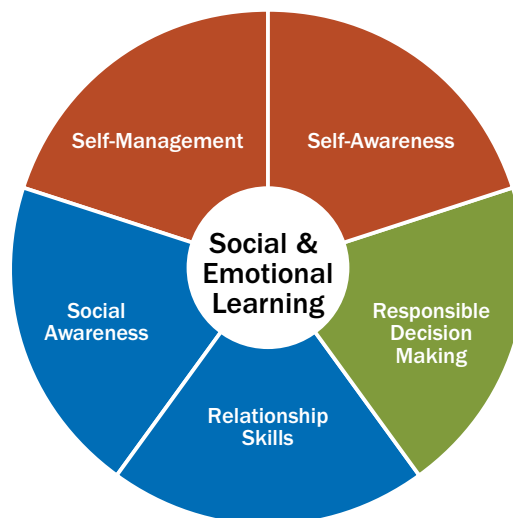 Self-Management
Self-Awareness
Social &
Emotional
Learning
Social
Awareness
Responsible
Decision
Making
Relationship
Skills